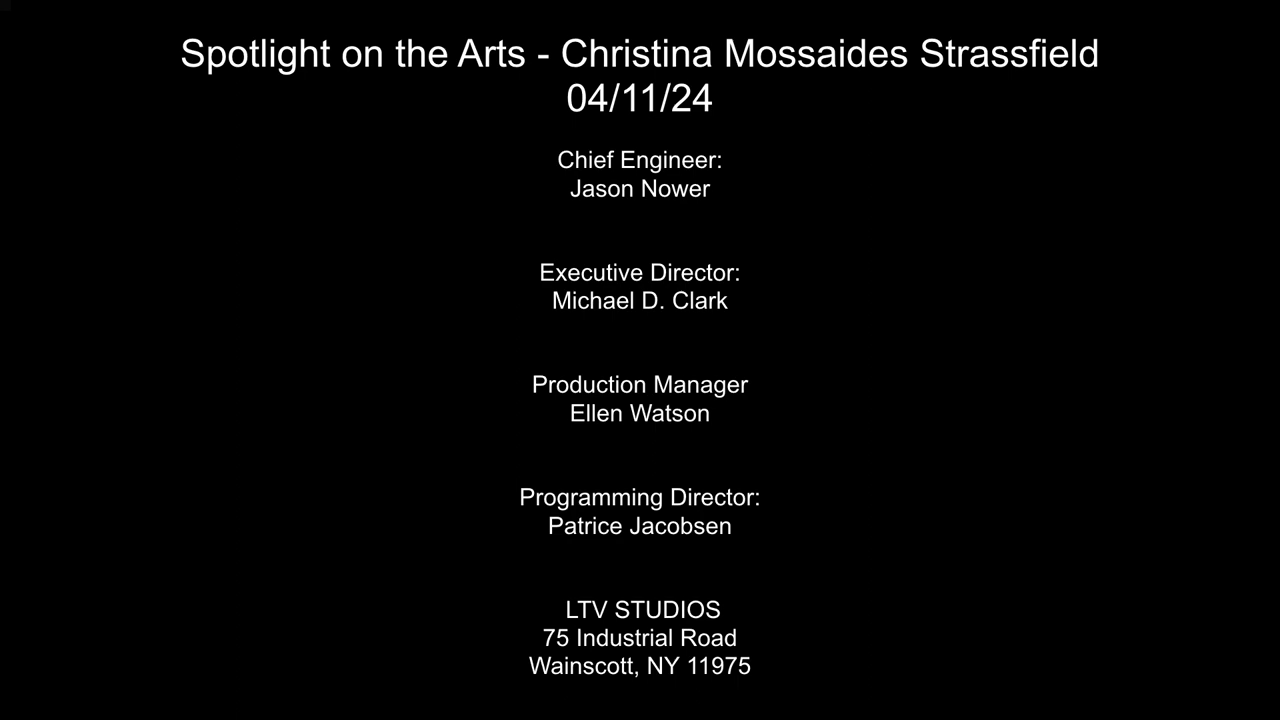 Spotlight on the Arts - Christina Mossaides Strassfield
04/11/24
Chief Engineer:
Jason Nower
Executive Director:
Michael D. Clark
Production Manager
Ellen Watson
Programming Director:
Patrice Jacobsen
LTV STUDIOS
75 Industrial Road
Wainscott, NY 11975